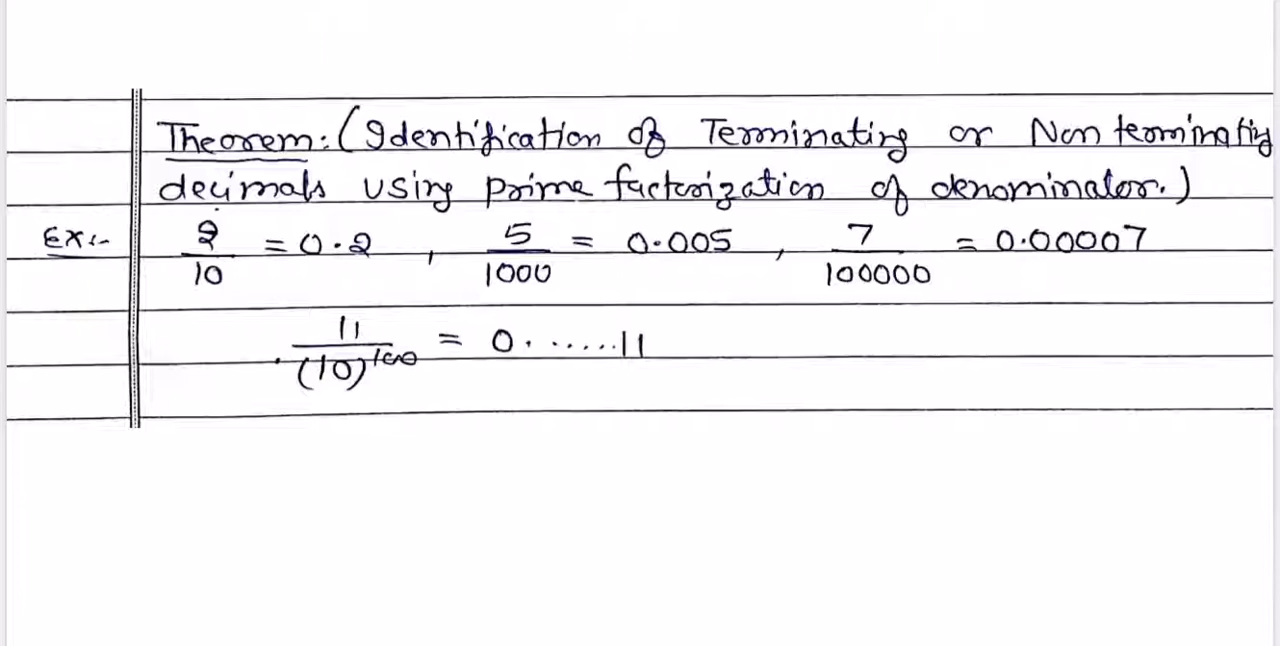 Theorem:(Identification of Terminating or Non terminating
decimals using prime factorization of denominator.)
Ex:- 2/10 = 0.2 , 5/1000 = 0.005 , 7/100000 = 0.00007
11/(10)^100 = 0. ......11